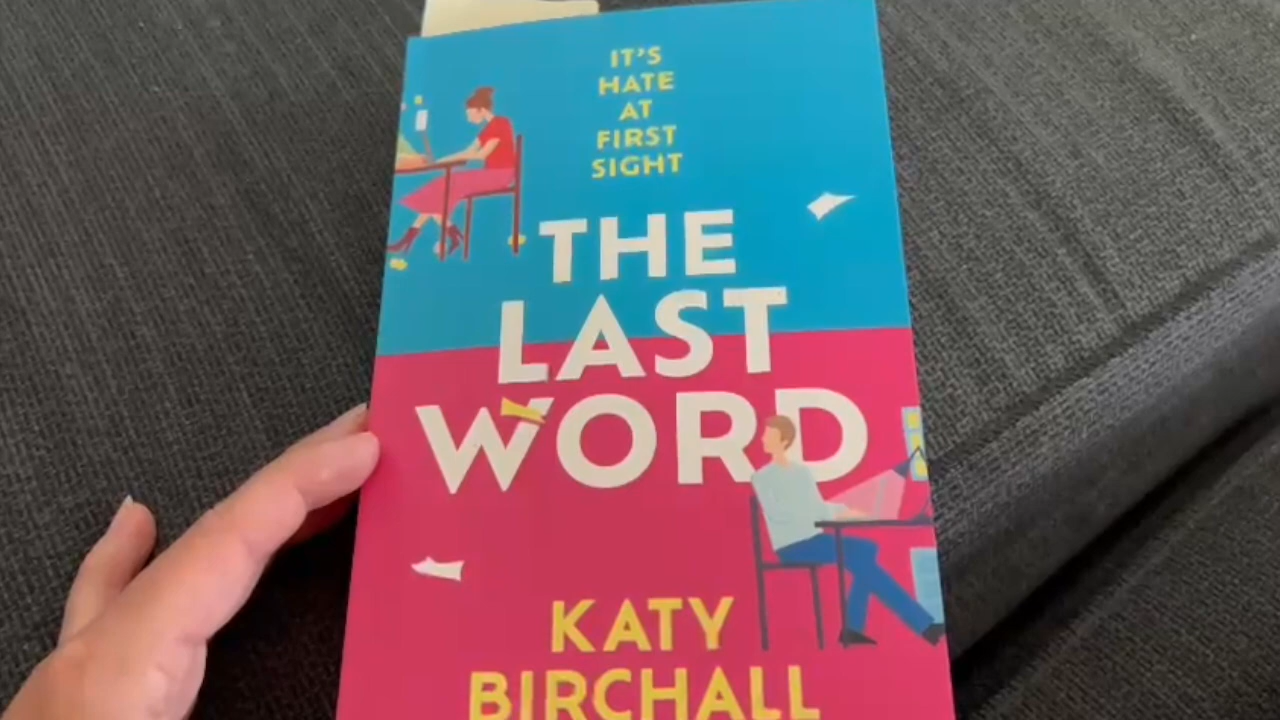 IT'S
HATE
AT
FIRST
SIGHT
THE
LAST
WORD
KATY
BIRCHALL